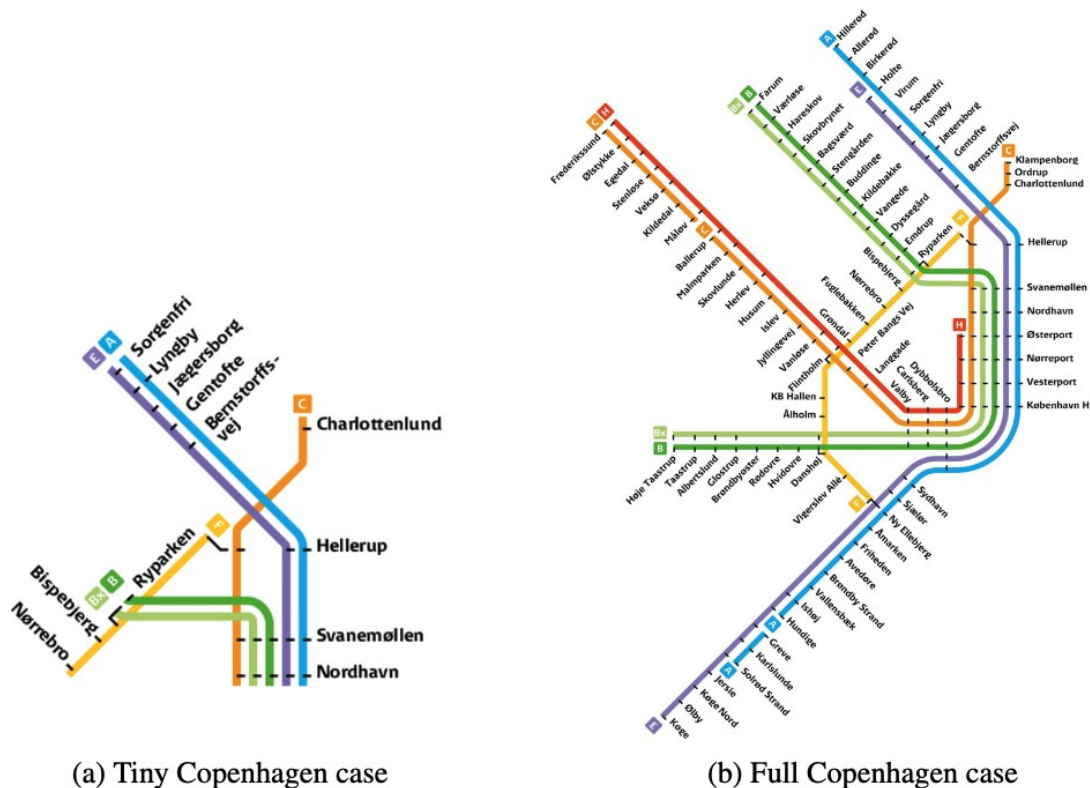 E
A
Sorgenfri
Lyngby
Jægersborg
Gentofte
Bernstorffs-
vej
C
Charlottenlund
F
Hellerup
Ryparken
B
Bx
Bispebjerg
Nørrebro
Svanemøllen
Nordhavn
(a) Tiny Copenhagen case
A
Hillerød
Allerød
Birkerød
Holte
Virum
Sorgenfri
Lyngby
Jægersborg
Gentofte
Bernstorffsvej
E
B
Bx
Farum
Værløse
Hareskov
Skovbrynet
Bagsværd
Stengården
Buddinge
Kildebakke
Vangede
Dyssegård
Emdrup
Ryparken
F
C
Klampenborg
Ordrup
Charlottenlund
Hellerup
Svanemøllen
Nordhavn
H
Østerport
Nørreport
Vesterport
København H
C
H
Frederikssund
Ølstykke
Egedal
Stenløse
Veksø
Kildedal
Måløv
C
Ballerup
Malmparken
Skovlunde
Herlev
Husum
Islev
Jyllingevej
Vanløse
Flintholm
Bispebjerg
Nørrebro
Fuglebakken
Grøndal
Peter Bangs Vej
Langgade
Valby
Carlsberg
Dybbølsbro
KB Hallen
Ålholm
Bx
B
Høje Taastrup
Taastrup
Albertslund
Glostrup
Brøndbyøster
Rødovre
Hvidovre
Danshøj
Vigerslev Allé
F
Sydhavn
Sjælør
Ny Ellebjerg
Åmarken
Friheden
Avedøre
Brøndby Strand
Vallensbæk
Ishøj
Hundige
A
Greve
Karlslunde
Solrød Strand
A
Jersie
Køge Nord
Ølby
Køge
E
(b) Full Copenhagen case